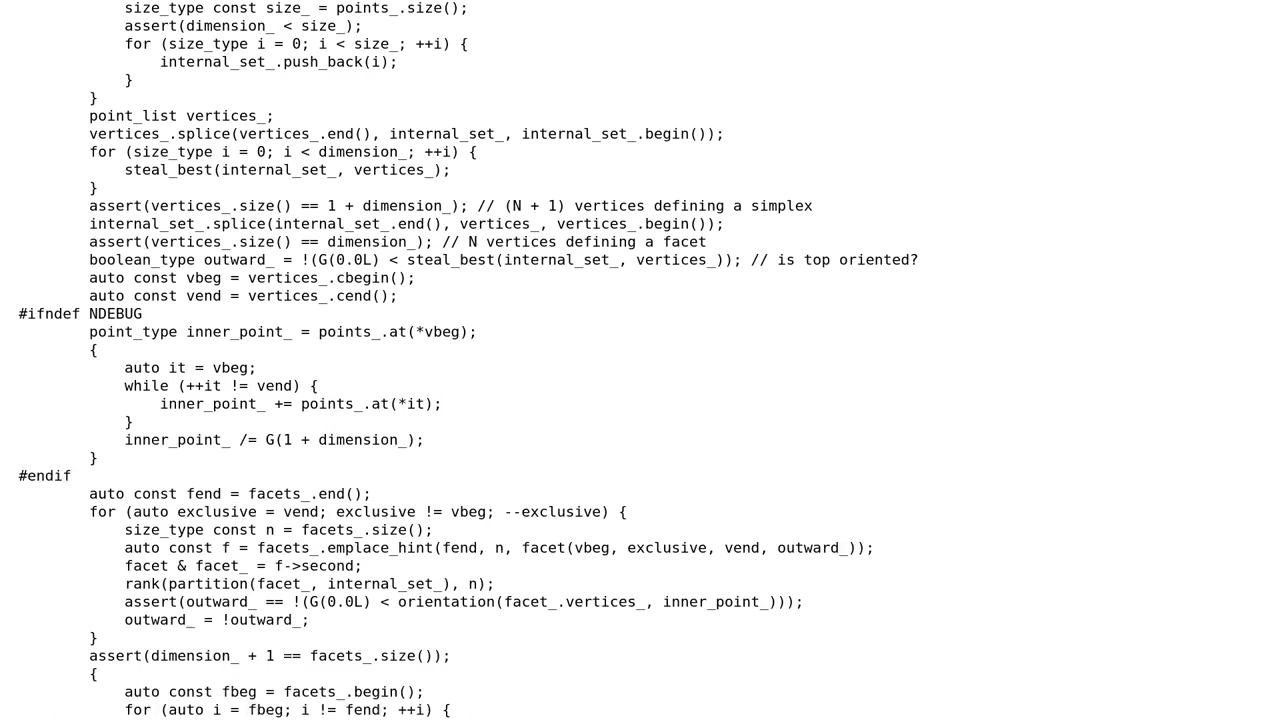 size_type const size_ = points_.size();
assert(dimension_ < size_);
for (size_type i = 0; i < size_; ++i) {
internal_set_.push_back(i);
}
}
point_list vertices_;
vertices_.splice(vertices_.end(), internal_set_, internal_set_.begin());
for (size_type i = 0; i < dimension_; ++i) {
steal_best(internal_set_, vertices_);
}
assert(vertices_.size() == 1 + dimension_); // (N + 1) vertices defining a simplex
internal_set_.splice(internal_set_.end(), vertices_, vertices_.begin());
assert(vertices_.size() == dimension_); // N vertices defining a facet
boolean_type outward_ = !(G(0.0L) < steal_best(internal_set_, vertices_)); // is top oriented?
auto const vbeg = vertices_.cbegin();
auto const vend = vertices_.cend();
#ifndef NDEBUG
point_type inner_point_ = points_.at(*vbeg);
{
auto it = vbeg;
while (++it != vend) {
inner_point_ += points_.at(*it);
}
inner_point_ /= G(1 + dimension_);
}
#endif
auto const fend = facets_.end();
for (auto exclusive = vend; exclusive != vbeg; --exclusive) {
size_type const n = facets_.size();
auto const f = facets_.emplace_hint(fend, n, facet(vbeg, exclusive, vend, outward_));
facet & facet_ = f->second;
rank(partition(facet_, internal_set_), n);
assert(outward_ == !(G(0.0L) < orientation(facet_.vertices_, inner_point_)));
outward_ = !outward_;
}
assert(dimension_ + 1 == facets_.size());
{
auto const fbeg = facets_.begin();
for (auto i = fbeg; i != fend; ++i) {